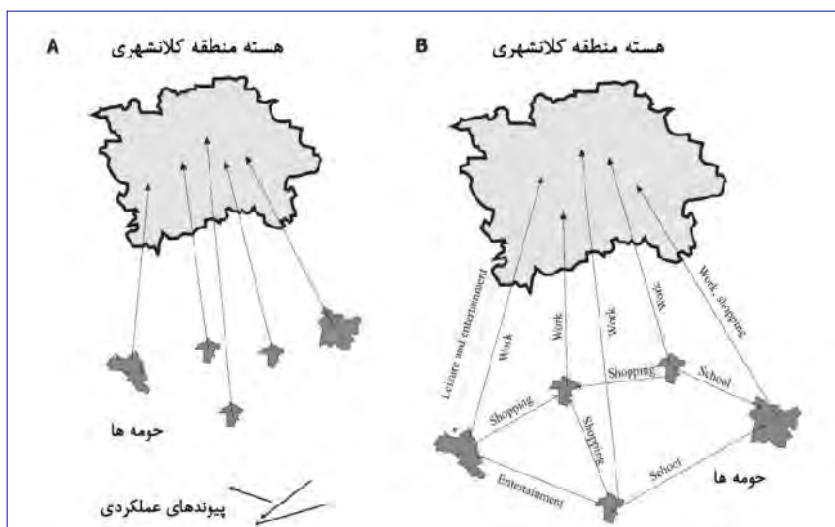 A
هسته منطقه کلانشهری
حومه ها
پیوندهای عملکردی
B
هسته منطقه کلانشهری
Leizure and entertainment
Work
Work
Work
Work
Work, shopping
Shopping
Shopping
School
Shopping
Entertainment
School
حومه ها